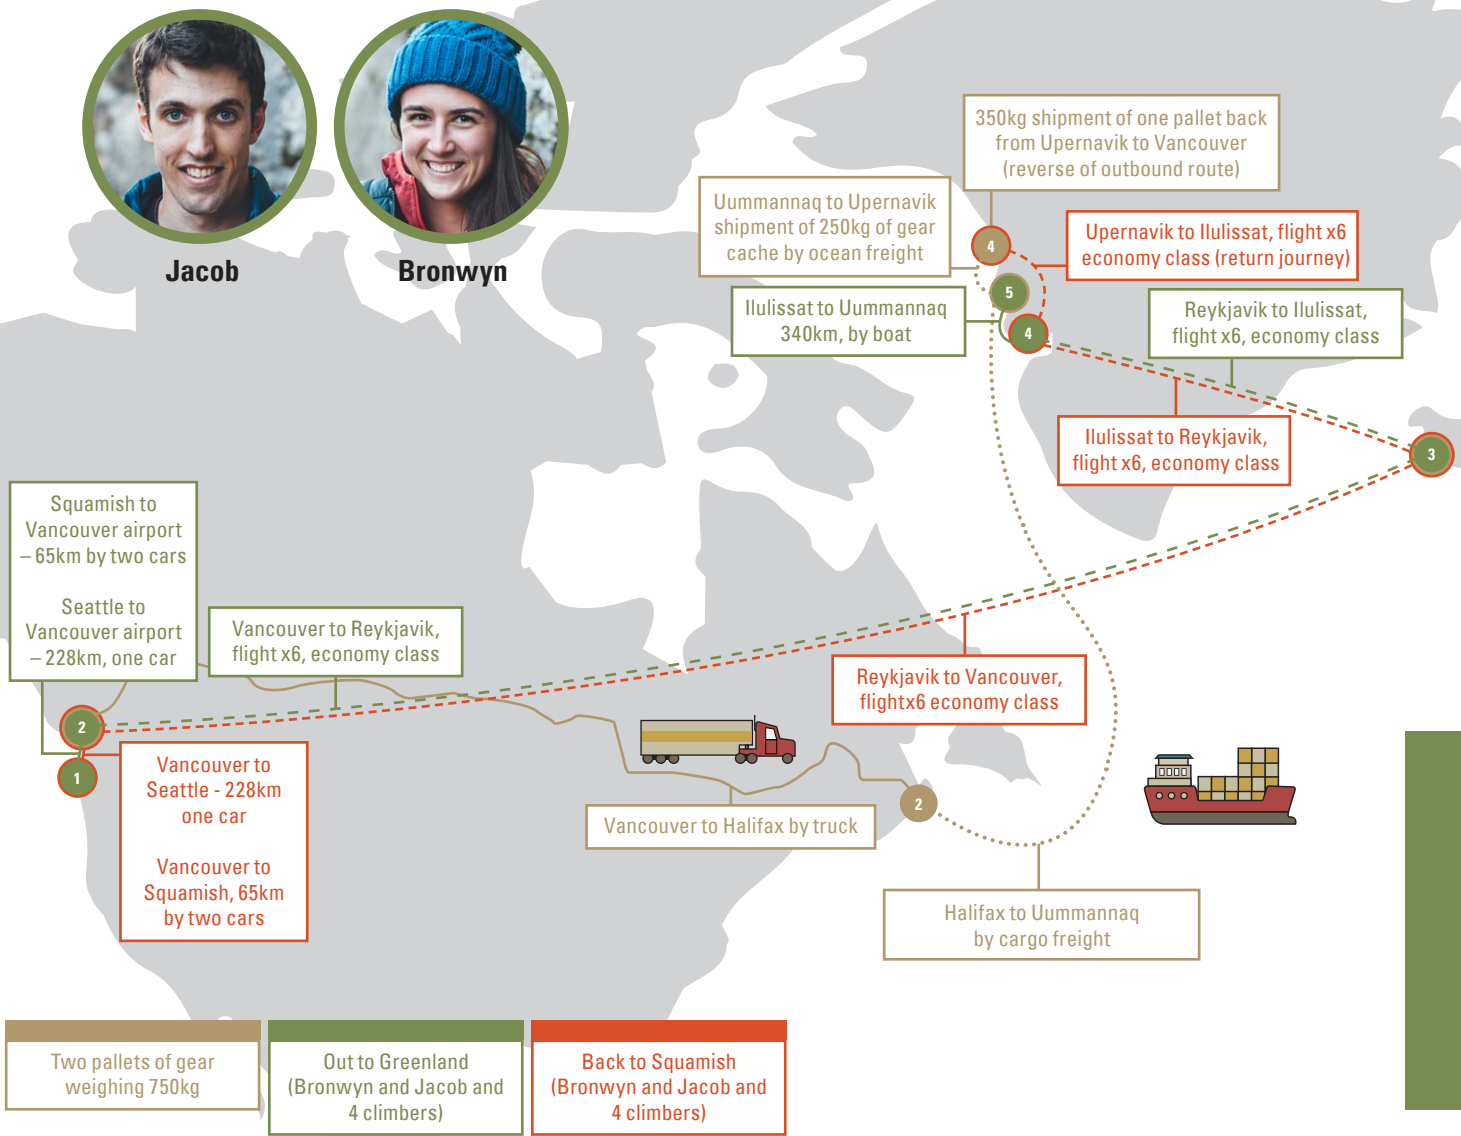 Jacob
Bronwyn
350kg shipment of one pallet back
from Upernavik to Vancouver
(reverse of outbound route)
Uummannaq to Upernavik
shipment of 250kg of gear
cache by ocean freight
4
Upernavik to Ilulissat, flight x6
economy class (return journey)
5
Ilulissat to Uummannaq
340km, by boat
4
Reykjavik to Ilulissat,
flight x6, economy class
Ilulissat to Reykjavik,
flight x6, economy class
3
Squamish to
Vancouver airport
– 65km by two cars
Seattle to
Vancouver airport
– 228km, one car
Vancouver to Reykjavik,
flight x6, economy class
Reykjavik to Vancouver,
flightx6 economy class
2
1
Vancouver to
Seattle - 228km
one car
Vancouver to
Squamish, 65km
by two cars
Vancouver to Halifax by truck
2
Halifax to Uummannaq
by cargo freight
Two pallets of gear
weighing 750kg
Out to Greenland
(Bronwyn and Jacob and
4 climbers)
Back to Squamish
(Bronwyn and Jacob and
4 climbers)